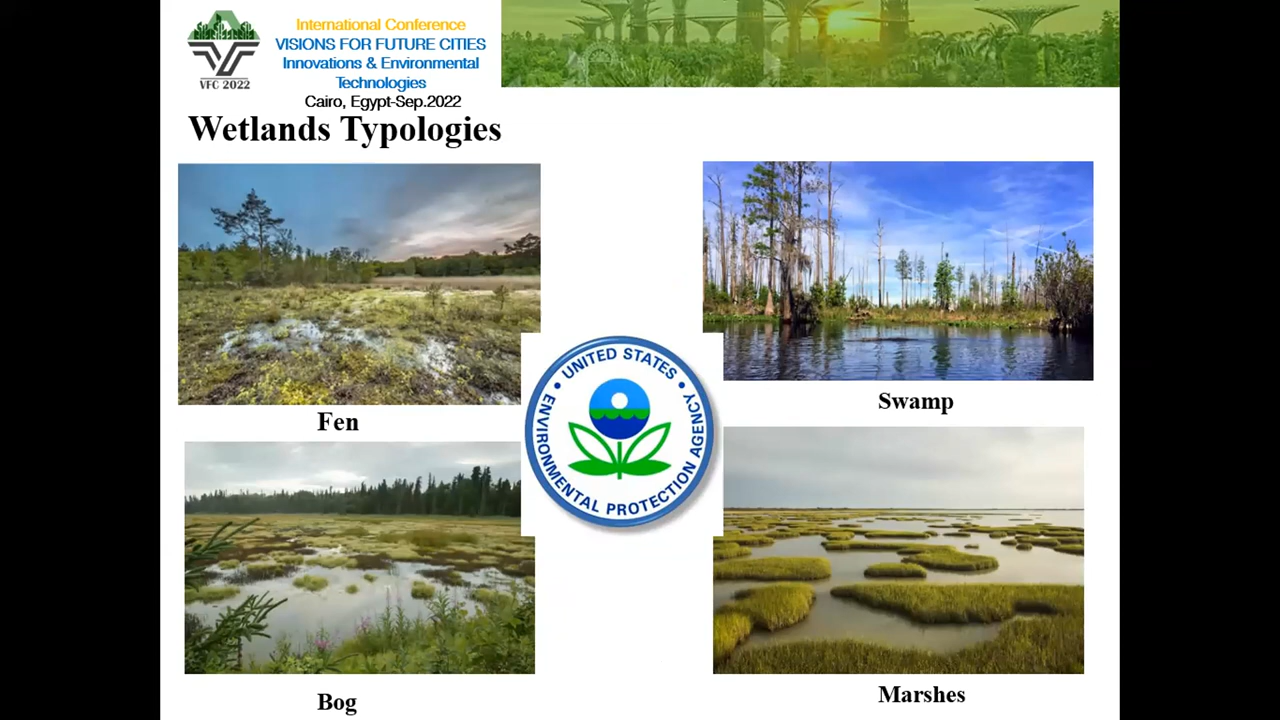 VFC 2022
International Conference
VISIONS FOR FUTURE CITIES
Innovations & Environmental
Technologies
Cairo, Egypt-Sep.2022
Wetlands Typologies
Fen
Swamp
UNITED STATES
ENVIRONMENTAL PROTECTION AGENCY
Bog
Marshes